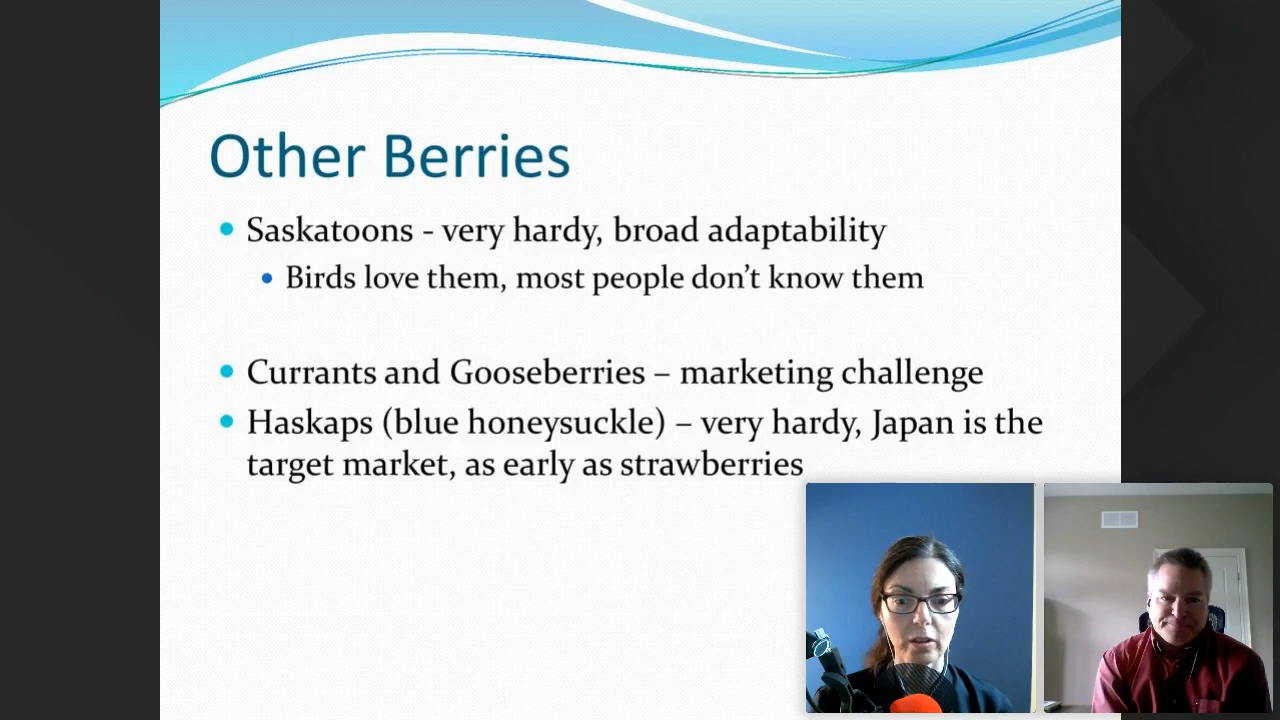 Other Berries
Saskatoons - very hardy, broad adaptability
Birds love them, most people don’t know them
Currants and Gooseberries – marketing challenge
Haskaps (blue honeysuckle) – very hardy, Japan is the
target market, as early as strawberries